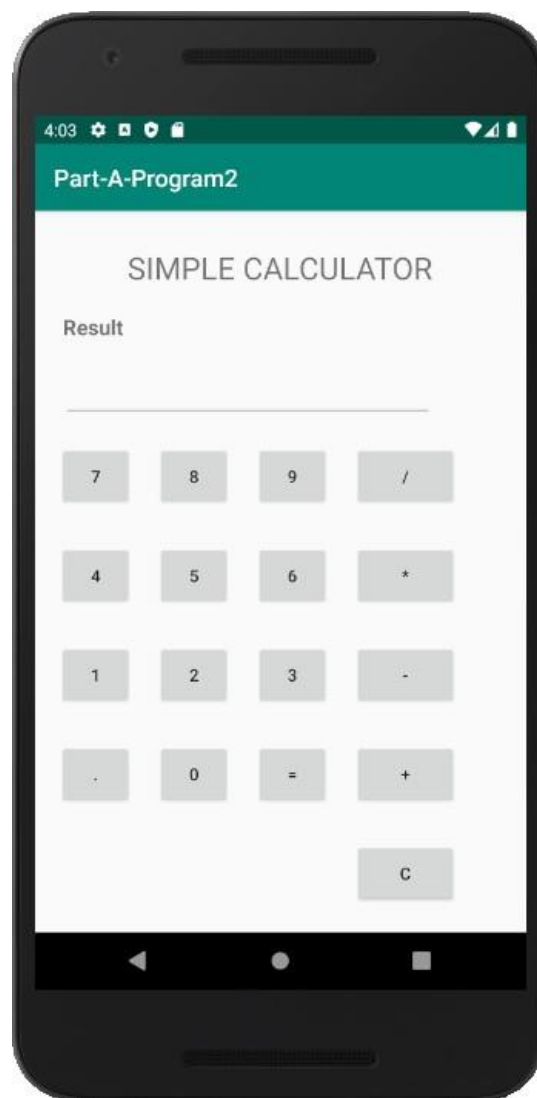 4:03
Part-A-Program2
SIMPLE CALCULATOR
Result
7 8 9 /
4 5 6 *
1 2 3 -
. 0 = +
C